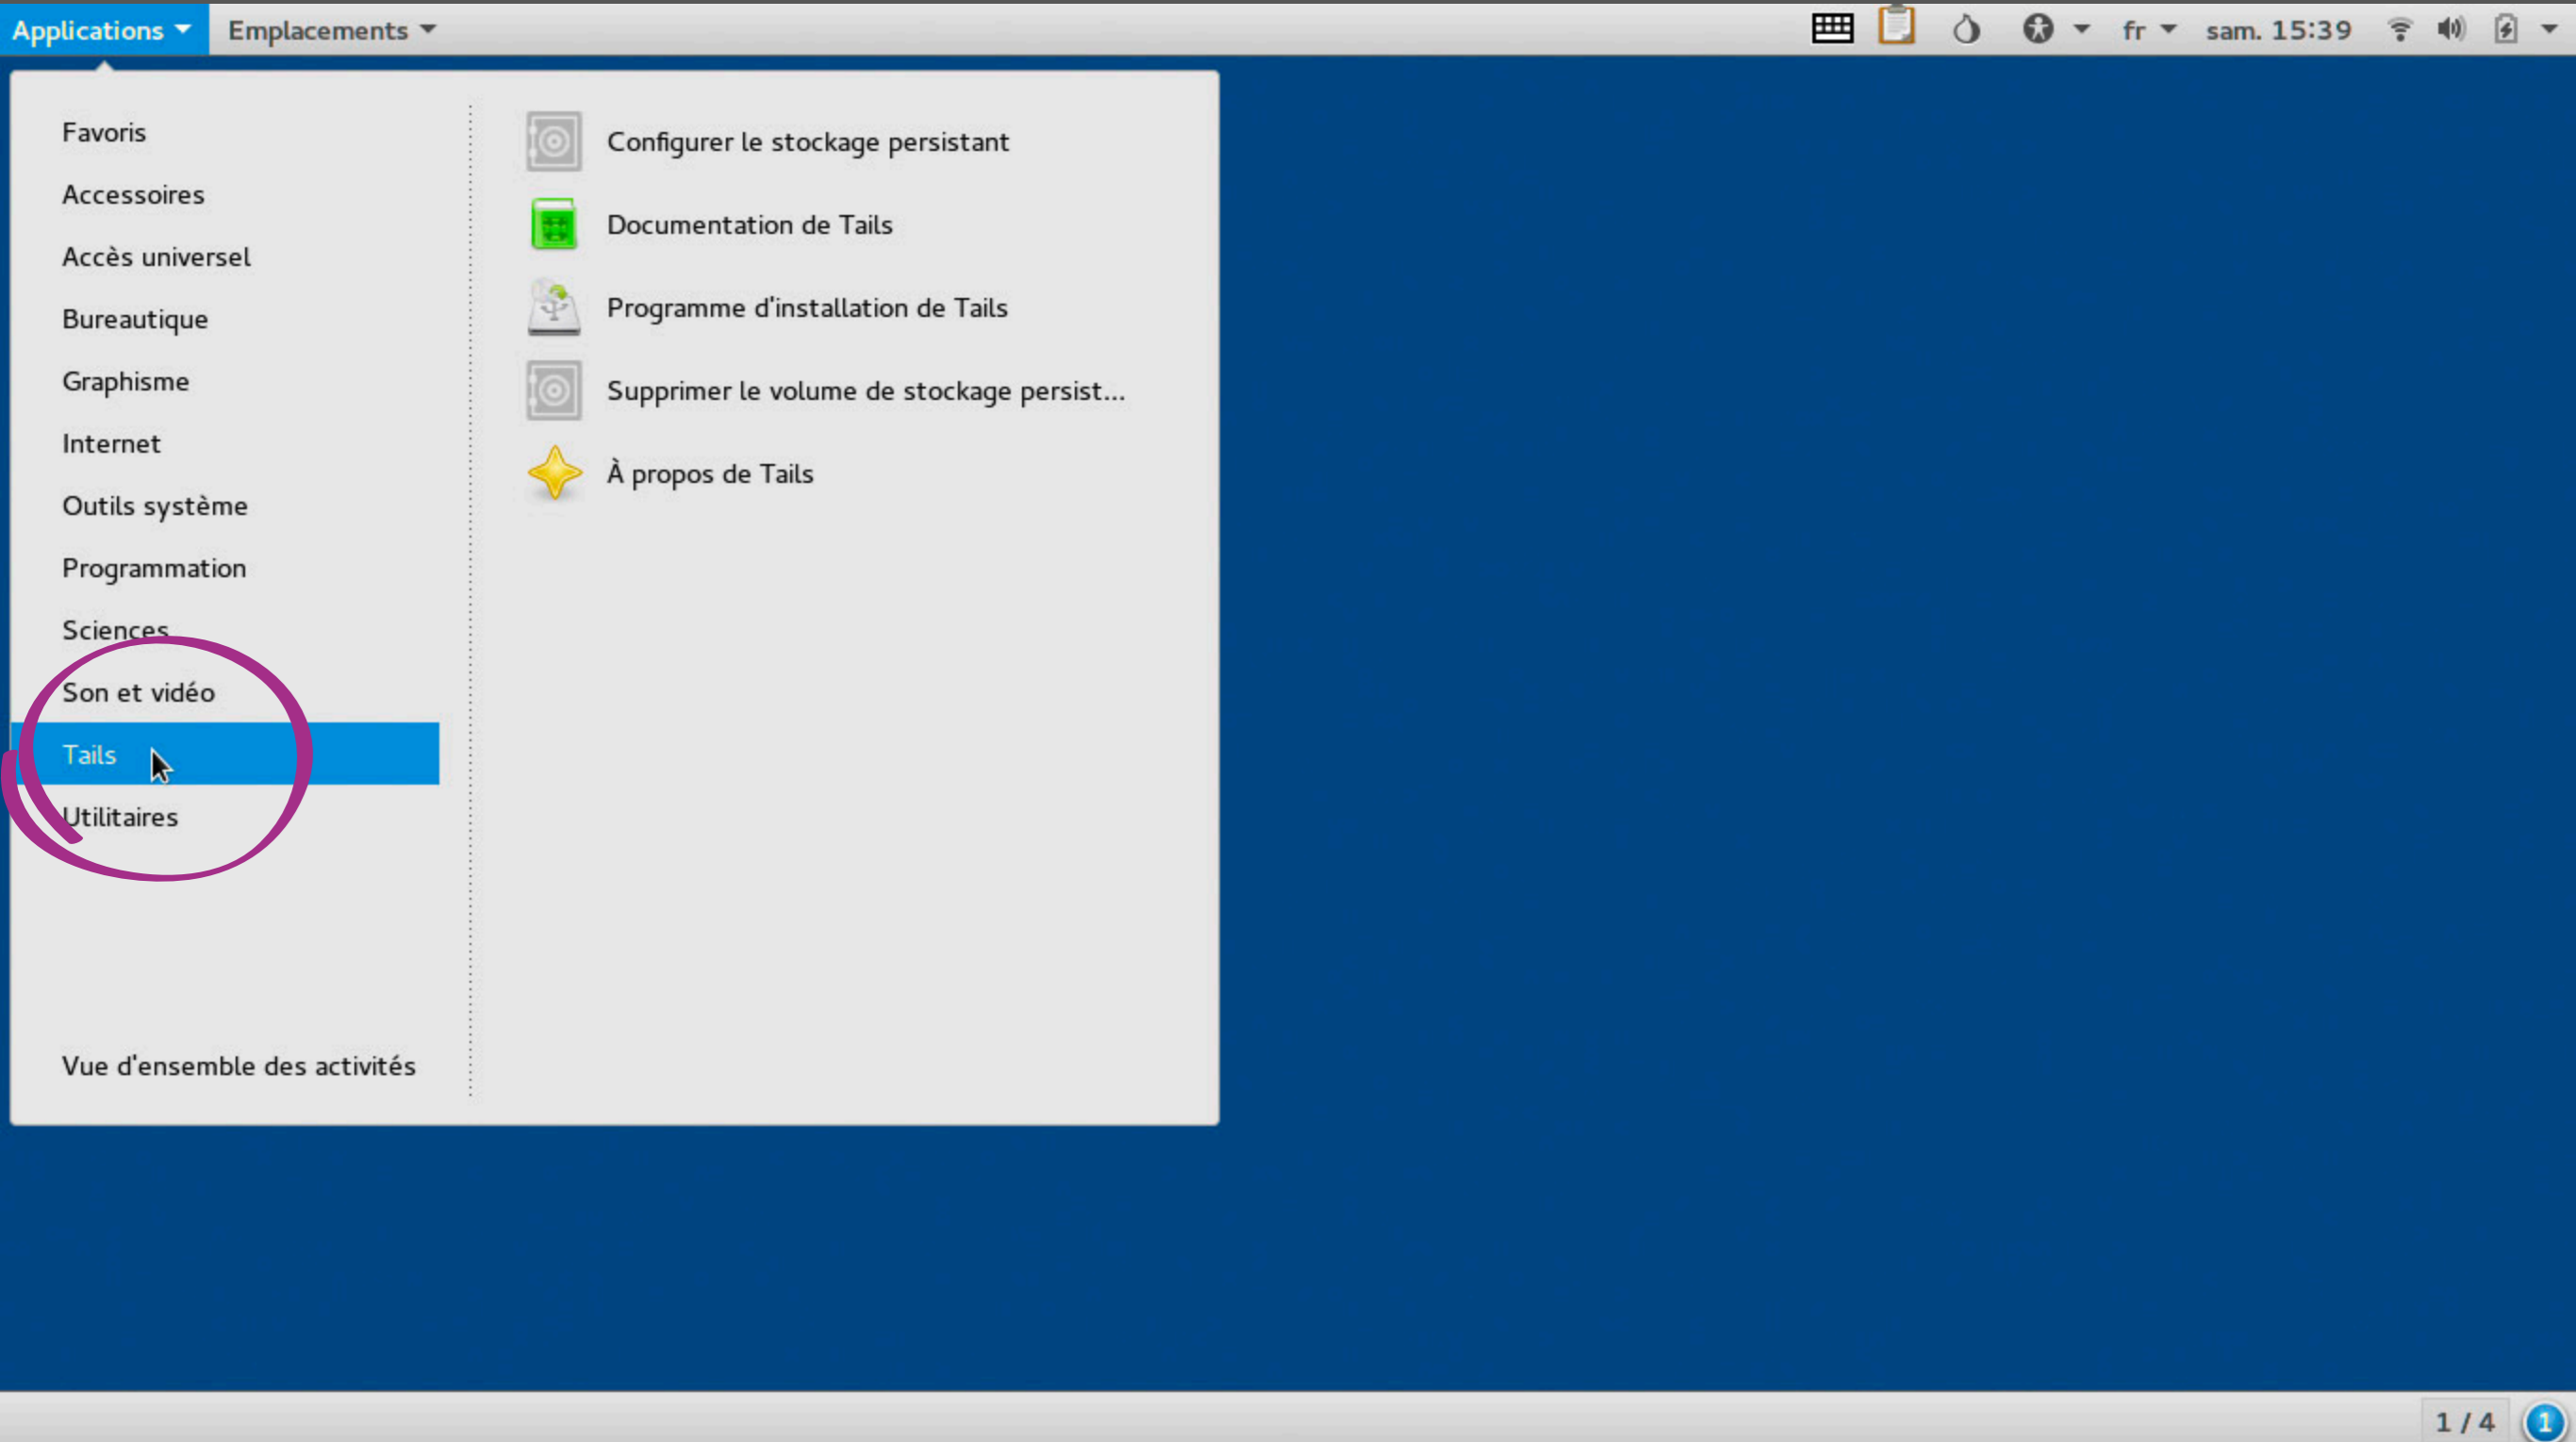 Applications Emplacements fr sam. 15:39
Favoris
Accessoires
Accès universel
Bureautique
Graphisme
Internet
Outils système
Programmation
Sciences
Son et vidéo
Tails
Utilitaires
Vue d'ensemble des activités
Configurer le stockage persistant
Documentation de Tails
Programme d'installation de Tails
Supprimer le volume de stockage persist...
À propos de Tails
1 / 4 1